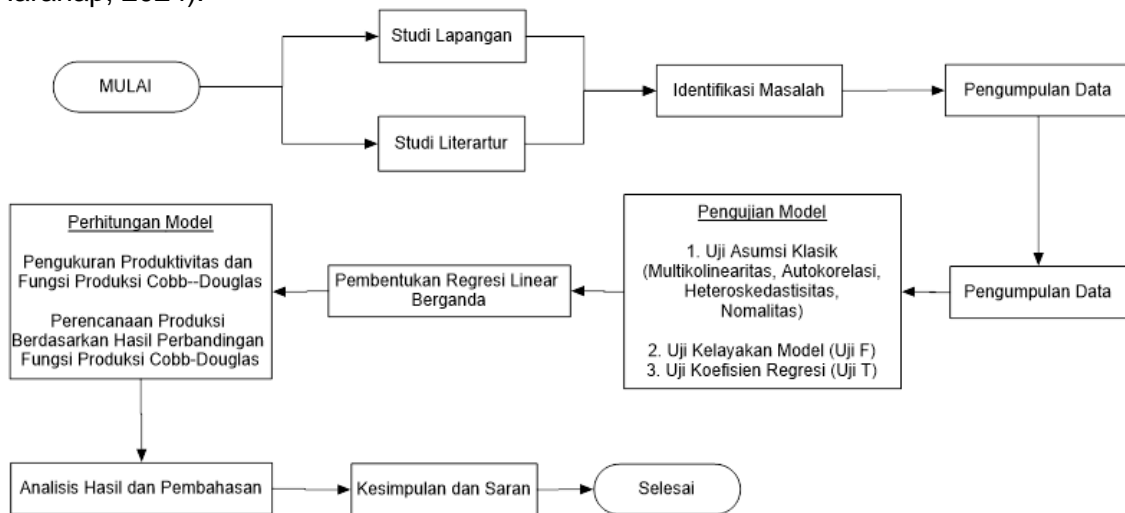 2024).
Studi Lapangan
MULAI
Studi Literartur
Identifikasi Masalah
Pengumpulan Data
Perhitungan Model
Pengukuran Produktivitas dan
Fungsi Produksi Cobb--Douglas
Perencanaan Produksi
Berdasarkan Hasil Perbandingan
Fungsi Produksi Cobb-Douglas
Pembentukan Regresi Linear
Berganda
Pengujian Model
1. Uji Asumsi Klasik
(Multikolinearitas, Autokorelasi,
Heteroskedastisitas,
Nomalitas)
2. Uji Kelayakan Model (Uji F)
3. Uji Koefisien Regresi (Uji T)
Pengumpulan Data
Analisis Hasil dan Pembahasan
Kesimpulan dan Saran
Selesai